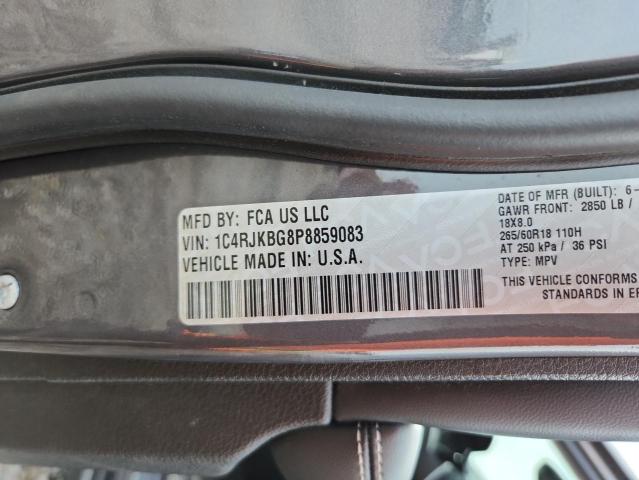 MFD BY: FCA US LLC
VIN: 1C4RJKBG8P8859083
VEHICLE MADE IN: U.S.A.
DATE OF MFR (BUILT): 6-
GAWR FRONT: 2850 LB /
18X8.0
265/60R18 110H
AT 250 kPa / 36 PSI
TYPE: MPV
THIS VEHICLE CONFORMS
STANDARDS IN EF